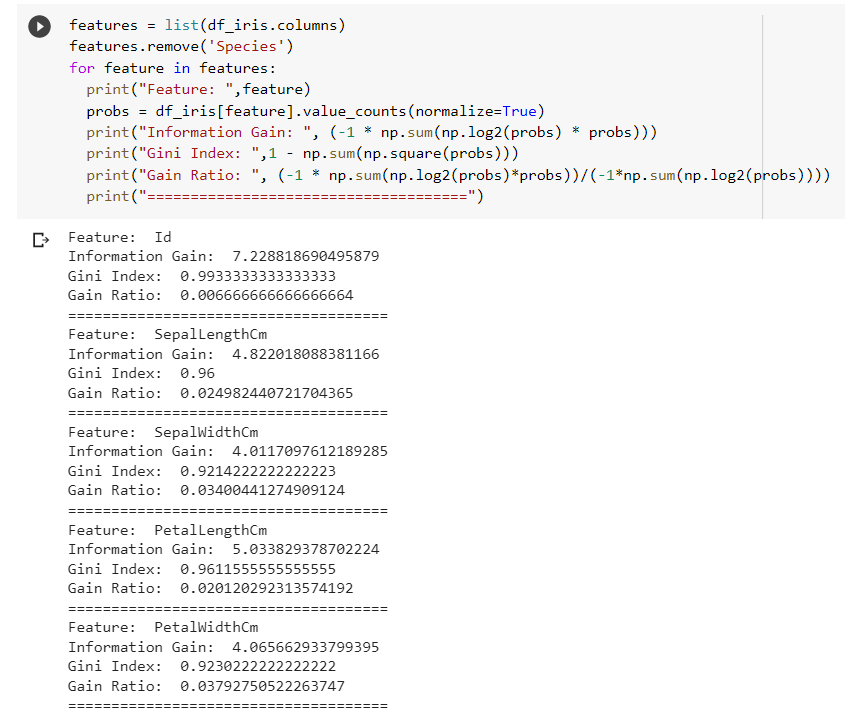 features = list(df_iris.columns)
features.remove('Species')
for feature in features:
  print("Feature: ",feature)
  probs = df_iris[feature].value_counts(normalize=True)
  print("Information Gain: ", (-1 * np.sum(np.log2(probs) * probs)))
  print("Gini Index: ",1 - np.sum(np.square(probs)))
  print("Gain Ratio: ", (-1 * np.sum(np.log2(probs)*probs))/(-1*np.sum(np.log2(probs))))
  print("=====================================")
Feature:  Id
Information Gain:  7.228818690495879
Gini Index:  0.9933333333333333
Gain Ratio:  0.006666666666666664
=====================================
Feature:  SepalLengthCm
Information Gain:  4.822018088381166
Gini Index:  0.96
Gain Ratio:  0.024982440721704365
=====================================
Feature:  SepalWidthCm
Information Gain:  4.0117097612189285
Gini Index:  0.9214222222222223
Gain Ratio:  0.03400441274909124
=====================================
Feature:  PetalLengthCm
Information Gain:  5.033829378702224
Gini Index:  0.9611555555555555
Gain Ratio:  0.020120292313574192
=====================================
Feature:  PetalWidthCm
Information Gain:  4.065662933799395
Gini Index:  0.9230222222222222
Gain Ratio:  0.03792750522263747
=====================================